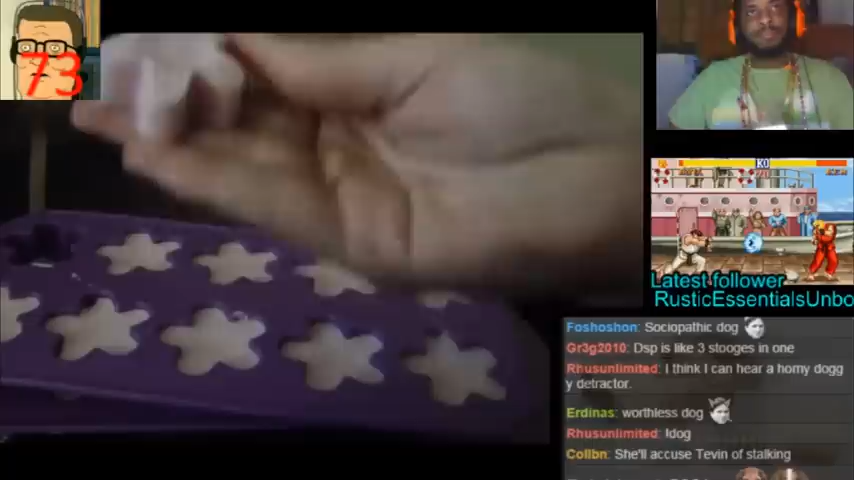 73
KO
Latest follower
RusticEssentialsUnbo
Foshoshon: Sociopathic dog
Gr3g2010: Dsp is like 3 stooges in one
Rhusunlimited: I think I can hear a horny dogg
y detractor.
Erdinas: worthless dog
Rhusunlimited: !dog
Collbn: She'll accuse Tevin of stalking